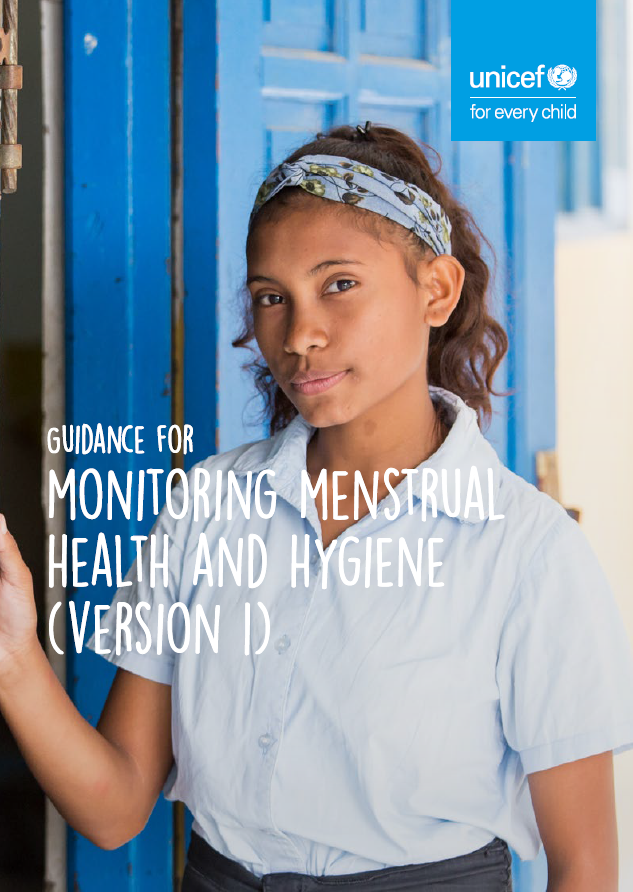 unicef
for every child
GUIDANCE FOR
MONITORING MENSTRUAL
HEALTH AND HYGIENE
(VERSION 1)